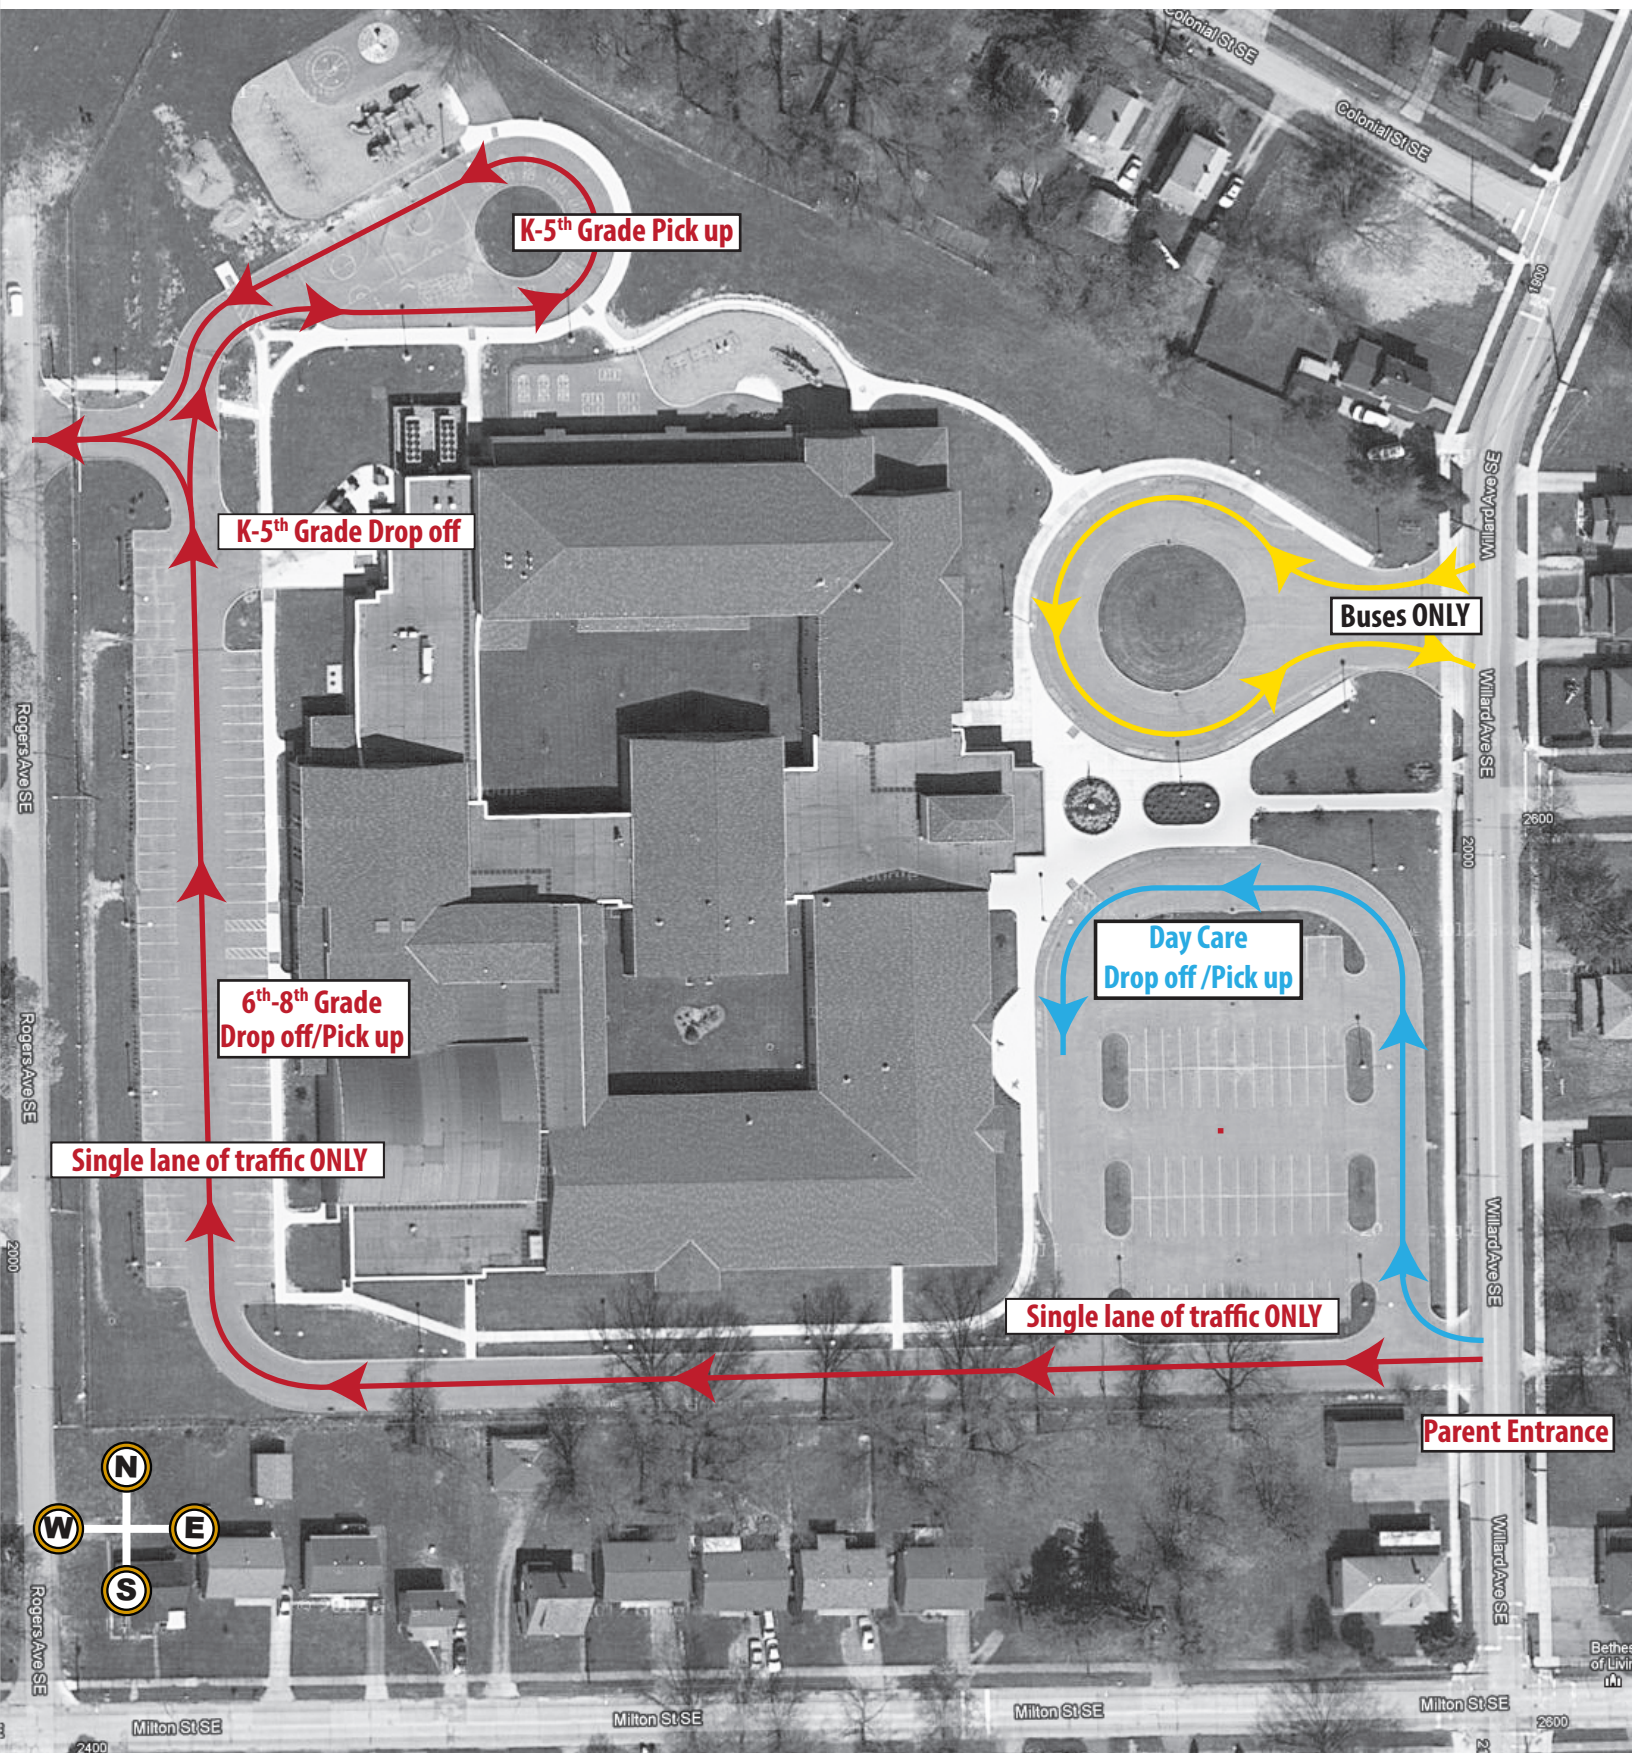 Colonial St SE
Colonial St SE
K-5th Grade Pick up
1900
Willard Ave SE
K-5th Grade Drop off
Buses ONLY
Willard Ave SE
Rogers Ave SE
2600
2000
Day Care
Drop off /Pick up
6th-8th Grade
Drop off/Pick up
Rogers Ave SE
Single lane of traffic ONLY
Willard Ave SE
2000
Single lane of traffic ONLY
Parent Entrance
N
W
E
S
Willard Ave SE
Rogers Ave SE
Milton St SE
Milton St SE
Milton St SE
Milton St SE
2600
2400